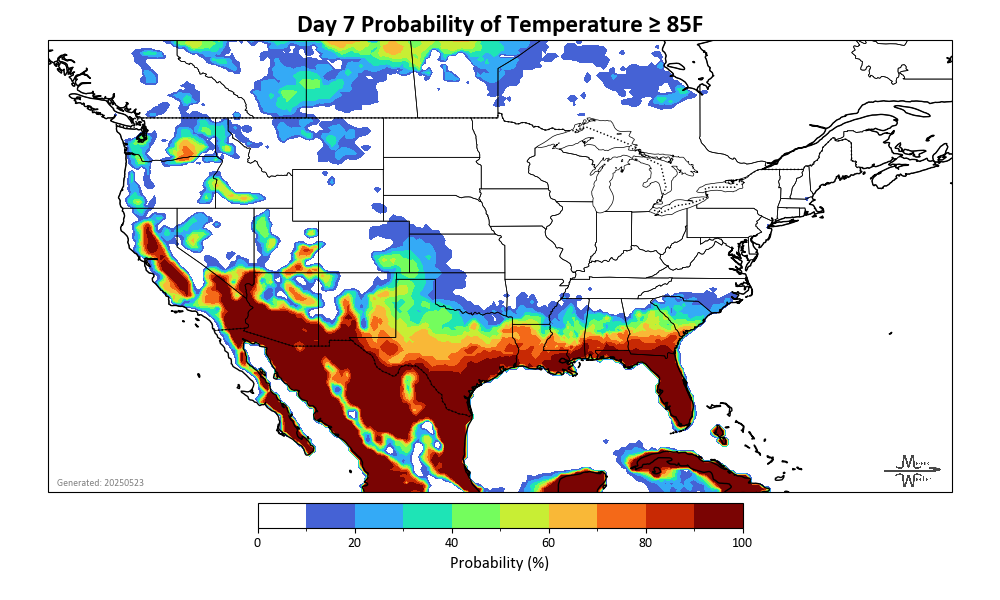 Day 7 Probability of Temperature ≥ 85F
Generated: 20250523
0 20 40 60 80 100
Probability (%)